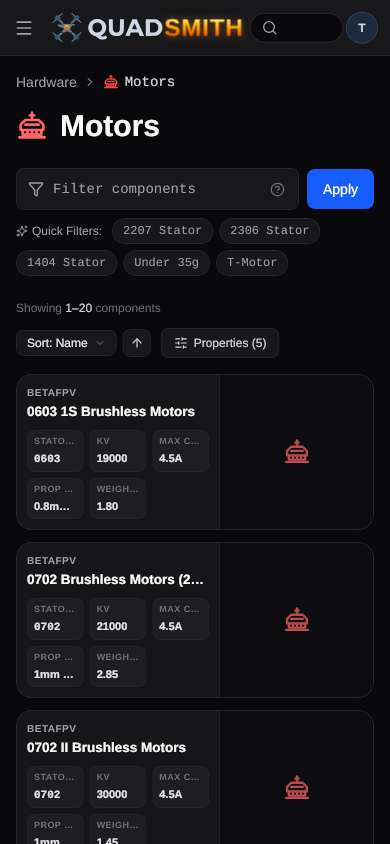 QUADSMITH
T
Hardware > Motors
Motors
Filter components
Apply
Quick Filters: 2207 Stator 2306 Stator
1404 Stator Under 35g T-Motor
Showing 1–20 components
Sort: Name Properties (5)
BETAFPV
0603 1S Brushless Motors
STATO... KV MAX C...
0603 19000 4.5A
PROP ... WEIGH...
0.8m... 1.80
BETAFPV
0702 Brushless Motors (2...
STATO... KV MAX C...
0702 21000 4.5A
PROP ... WEIGH...
1mm ... 2.85
BETAFPV
0702 II Brushless Motors
STATO... KV MAX C...
0702 30000 4.5A
PROP ... WEIGH...
1mm 1.45